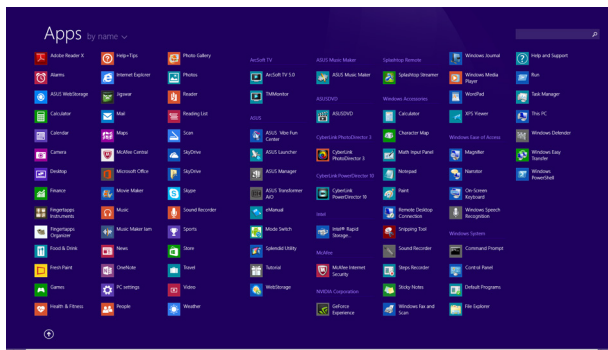 Apps by name
Adobe Reader X
Alarms
ASUS WebStorage
Calculator
Calendar
Camera
Desktop
Finance
Fingertapps
Instruments
Fingertapps
Organizer
Food & Drink
Fresh Paint
Games
Health & Fitness
Help+Tips
Internet Explorer
Jigswar
Mail
Maps
McAfee Central
Microsoft Office
Movie Maker
Music
Music Maker Jam
News
OneNote
PC settings
People
Photo Gallery
Photos
Reader
Reading List
Scan
SkyDrive
SkyDrive
Skype
Sound Recorder
Sports
Store
Travel
Video
Weather
ArcSoft TV
ArcSoft TV 5.0
TMMonitor
ASUS
ASUS Vibe Fun
Center
ASUS Launcher
ASUS Manager
ASUS Transformer
AiO
eManual
Mode Switch
Splendid Utility
Tutorial
WebStorage
ASUS Music Maker
ASUS Music Maker
ASUSDVD
ASUSDVD
CyberLink PhotoDirector 3
CyberLink
PhotoDirector 3
CyberLink PowerDirector 10
CyberLink
PowerDirector 10
Intel
Intel® Rapid
Storage...
McAfee
McAfee Internet
Security
NVIDIA Corporation
GeForce
Experience
Splashtop Remote
Splashtop Streamer
Windows Accessories
Calculator
Character Map
Math Input Panel
Notepad
Paint
Remote Desktop
Connection
Snipping Tool
Sound Recorder
Steps Recorder
Sticky Notes
Windows Fax and
Scan
Windows Journal
Windows Media
Player
WordPad
XPS Viewer
Windows Ease of Access
Magnifier
Narrator
On-Screen
Keyboard
Windows Speech
Recognition
Windows System
Command Prompt
Control Panel
Default Programs
File Explorer
Help and Support
Run
Task Manager
This PC
Windows Defender
Windows Easy
Transfer
Windows
PowerShell